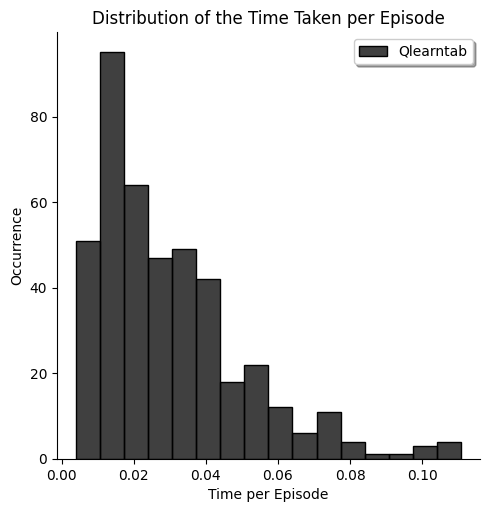 Distribution of the Time Taken per Episode
Qlearntab
Occurrence
80
60
40
20
0
0.00 0.02 0.04 0.06 0.08 0.10
Time per Episode